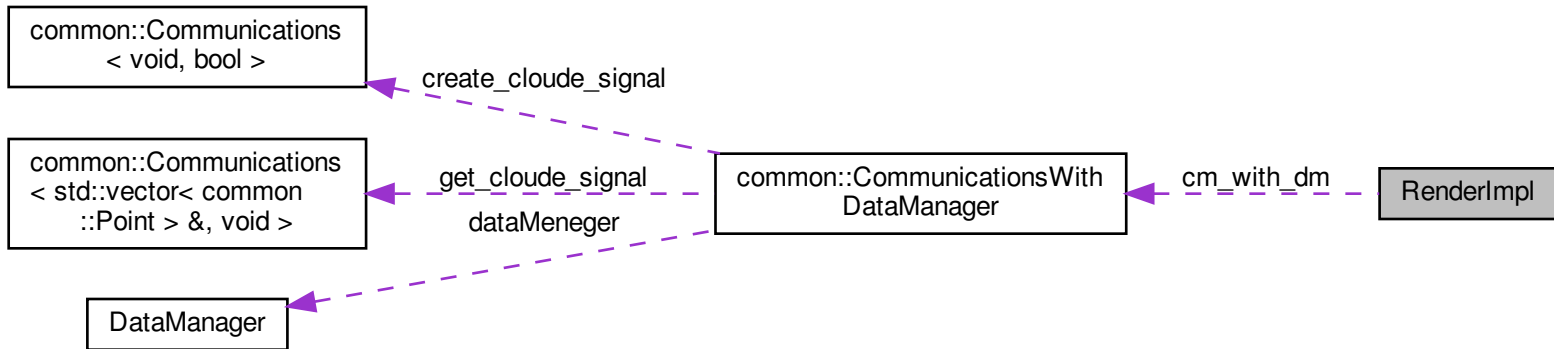 common::Communications
< void, bool >
create_cloude_signal
common::Communications
< std::vector< common
::Point > &, void >
get_cloude_signal
dataMeneger
common::CommunicationsWith
DataManager
cm_with_dm
RenderImpl
DataManager